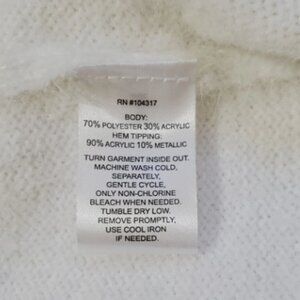 RN #104317
BODY:
70% POLYESTER 30% ACRYLIC
HEM TIPPING:
90% ACRYLIC 10% METALLIC
TURN GARMENT INSIDE OUT.
MACHINE WASH COLD,
SEPARATELY,
GENTLE CYCLE,
ONLY NON-CHLORINE
BLEACH WHEN NEEDED.
TUMBLE DRY LOW.
REMOVE PROMPTLY,
USE COOL IRON
IF NEEDED.